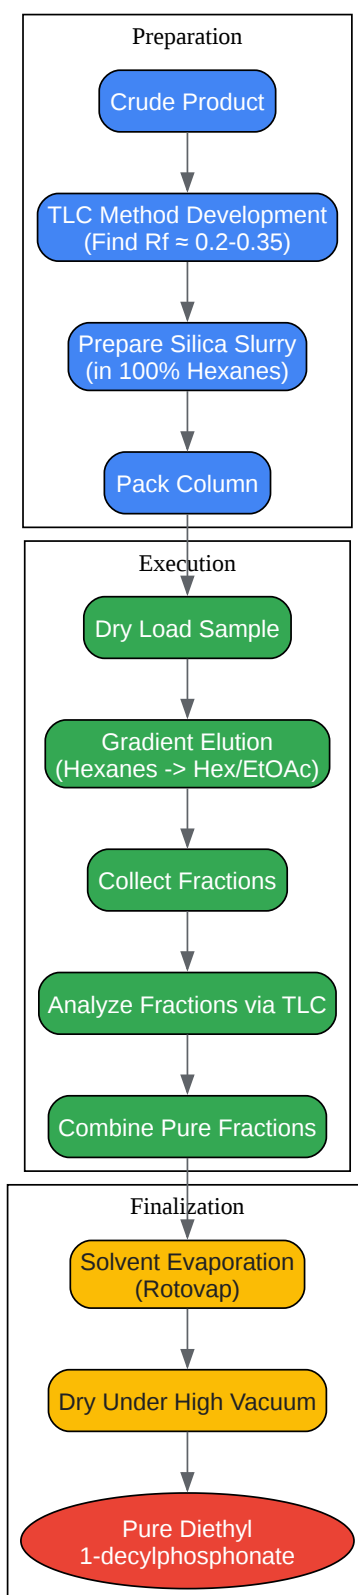 Preparation
Crude Product
TLC Method Development
(Find Rf ≈ 0.2-0.35)
Prepare Silica Slurry
(in 100% Hexanes)
Pack Column
Execution
Dry Load Sample
Gradient Elution
(Hexanes -> Hex/EtOAc)
Collect Fractions
Analyze Fractions via TLC
Combine Pure Fractions
Finalization
Solvent Evaporation
(Rotovap)
Dry Under High Vacuum
Pure Diethyl
1-decylphosphonate